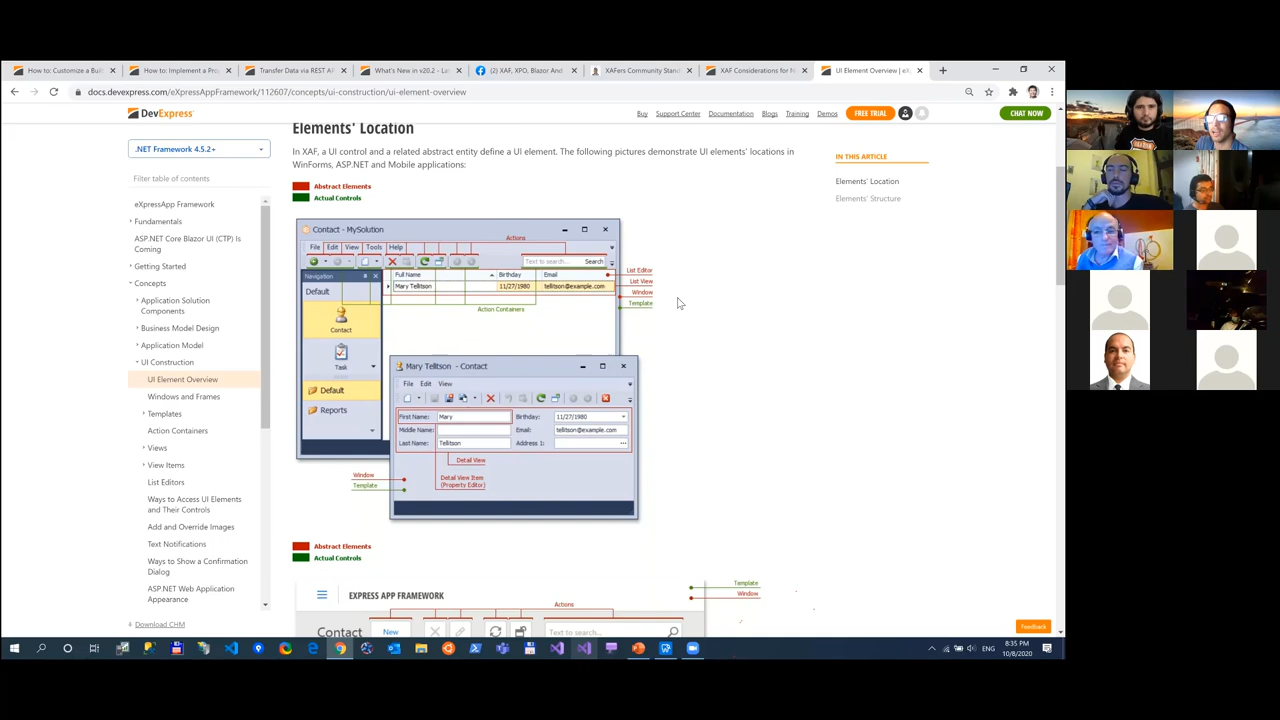 How to: Customize a Bui
How to: Implement a Pro
Transfer Data via REST AP
What's New in v20.2 - Le
(2) XAF, XPO, Blazor And
XAFers Community Stan
XAF Considerations for N
UI Element Overview | eX
docs.devexpress.com/eXpressAppFramework/112607/concepts/ui-construction/ui-element-overview
DevExpress
Buy Support Center Documentation Blogs Training Demos FREE TRIAL CHAT NOW
.NET Framework 4.5.2+
Filter table of contents
eXpressApp Framework
Fundamentals
ASP.NET Core Blazor UI (CTP) Is
Coming
Getting Started
Concepts
Application Solution
Components
Business Model Design
Application Model
UI Construction
UI Element Overview
Windows and Frames
Templates
Action Containers
Views
View Items
List Editors
Ways to Access UI Elements
and Their Controls
Add and Override Images
Text Notifications
Ways to Show a Confirmation
Dialog
ASP.NET Web Application
Appearance
Download CHM
Elements' Location
In XAF, a UI control and a related abstract entity define a UI element. The following pictures demonstrate UI elements' locations in
WinForms, ASP.NET and Mobile applications:
Abstract Elements
Actual Controls
Contact - MySolution
File Edit View Tools Help
Actions
Text to search... Search
Navigation
Full Name Birthday Email
Default
Mary Tellitson 11/27/1980 tellitson@example.com
List Editor
List View
Window
Template
Action Containers
Contact
Task
Default
Reports
Mary Tellitson - Contact
File Edit View
First Name: Mary Birthday: 11/27/1980
Middle Name: Email: tellitson@example.com
Last Name: Tellitson Address 1:
Detail View
Window
Template
Detail View Item
(Property Editor)
Abstract Elements
Actual Controls
Template
Window
EXPRESS APP FRAMEWORK
Actions
Contact New Text to search...
IN THIS ARTICLE
Elements' Location
Elements' Structure
Feedback
ENG
8:35 PM
10/8/2020